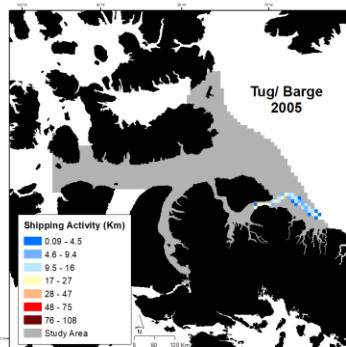 Tug/ Barge
2005
Shipping Activity (Km)
0.09 - 4.5
4.6 - 9.4
9.5 - 16
17 - 27
28 - 47
48 - 75
76 - 108
Study Area
N
0 60 120 Km